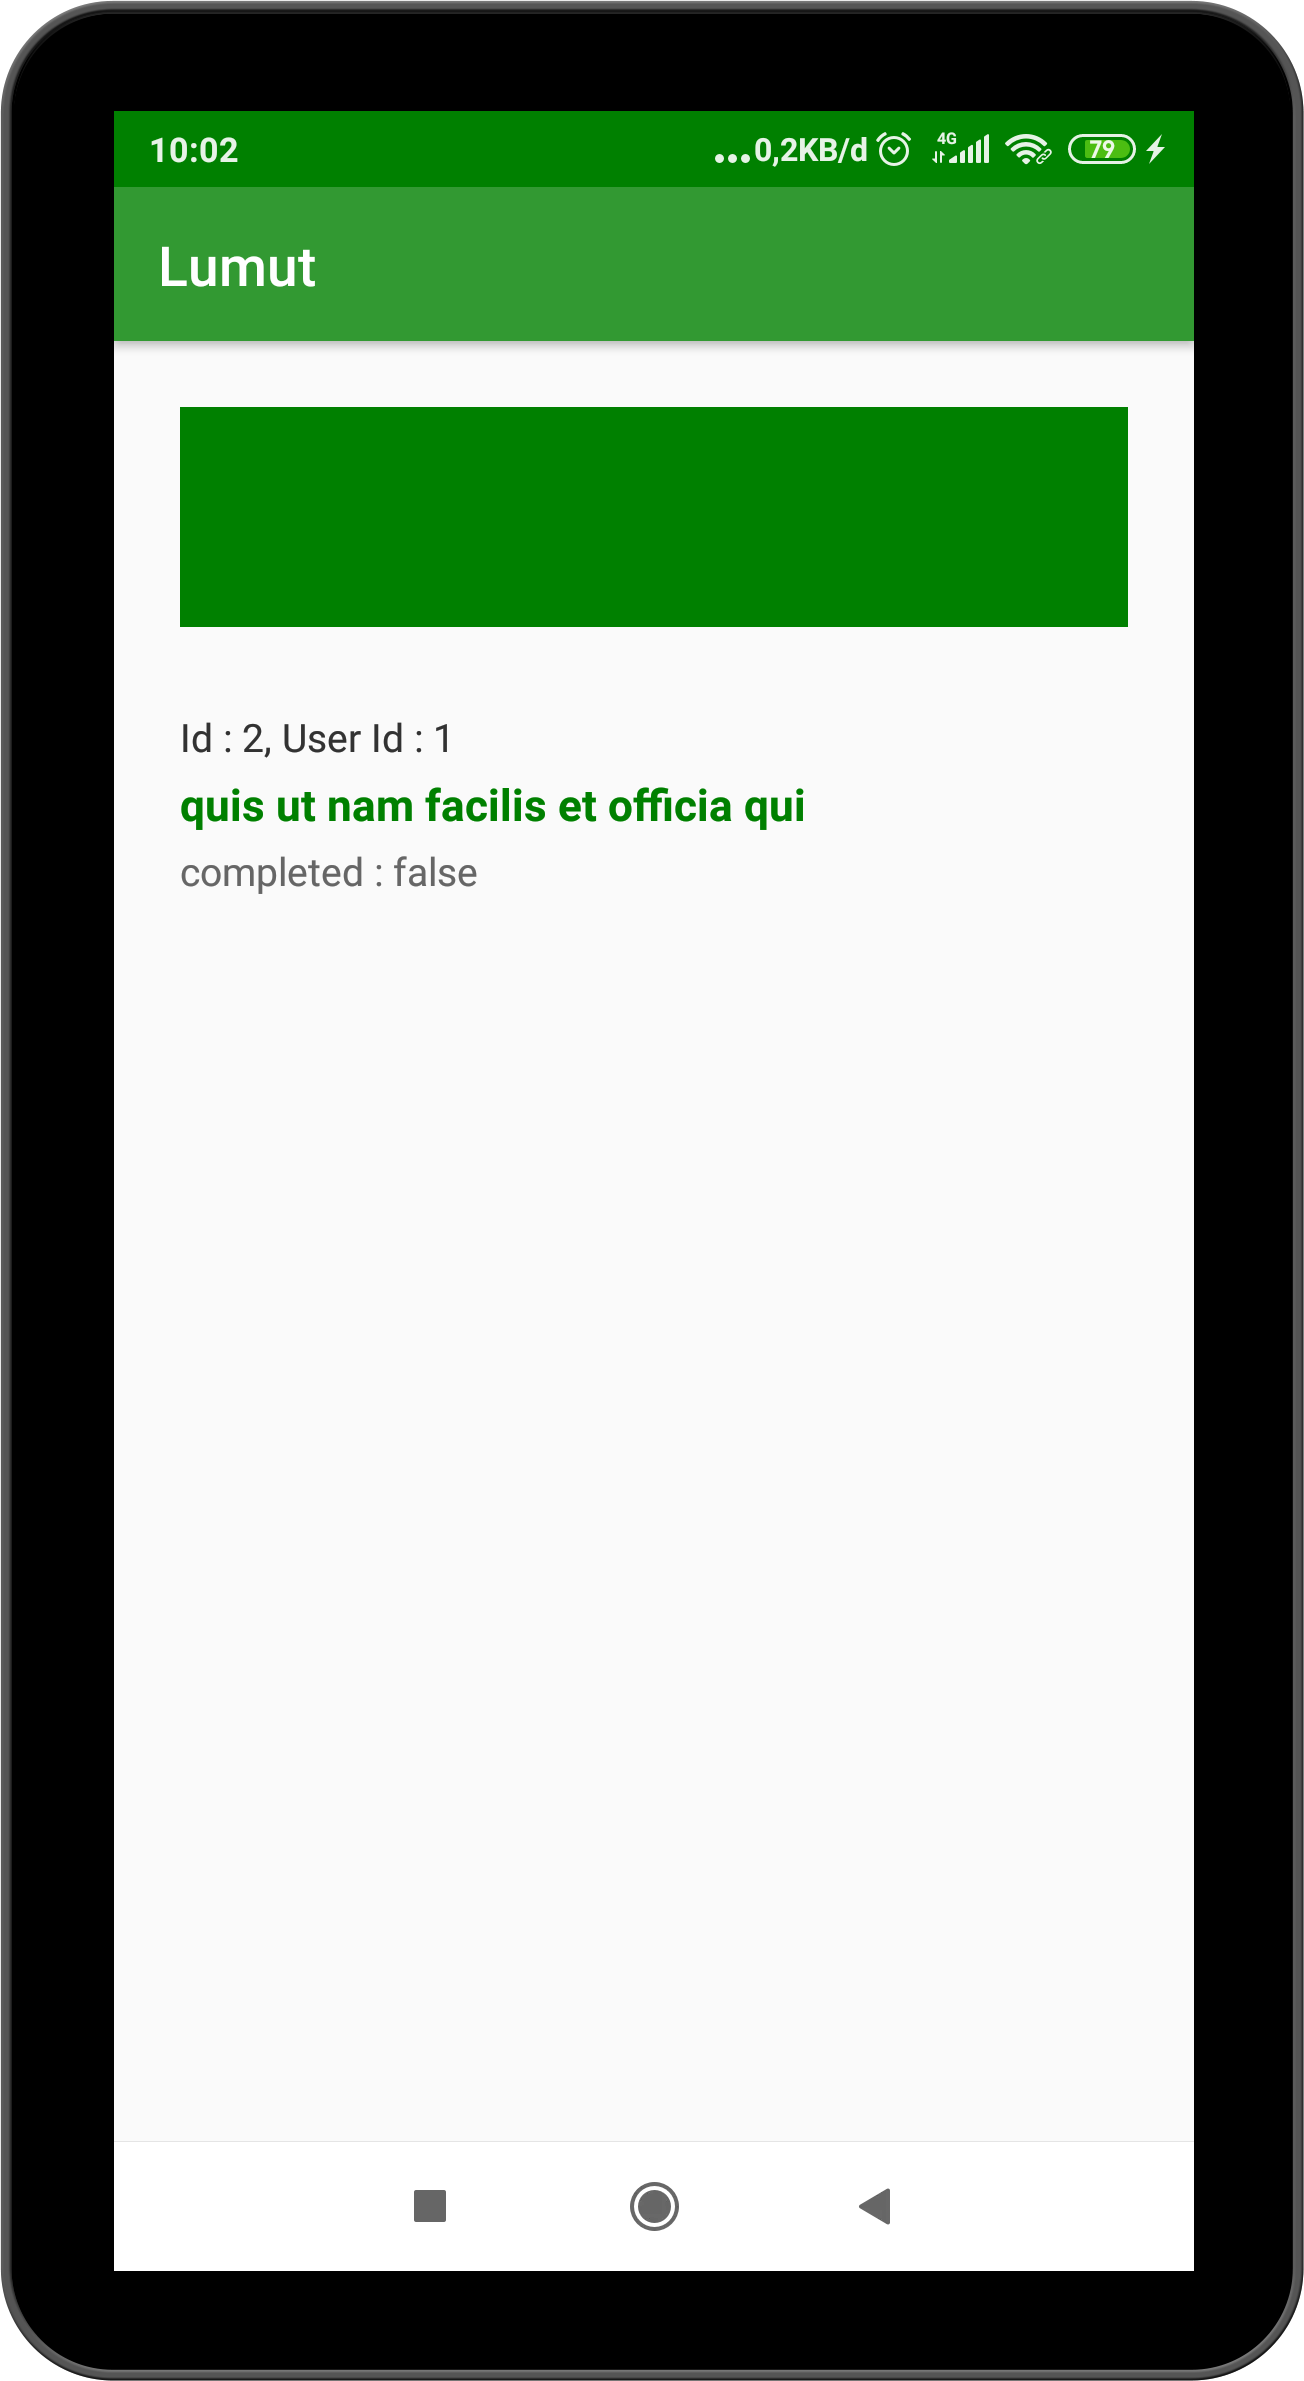 10:02 ...0,2KB/d 4G 79
Lumut
Id : 2, User Id : 1
quis ut nam facilis et officia qui
completed : false